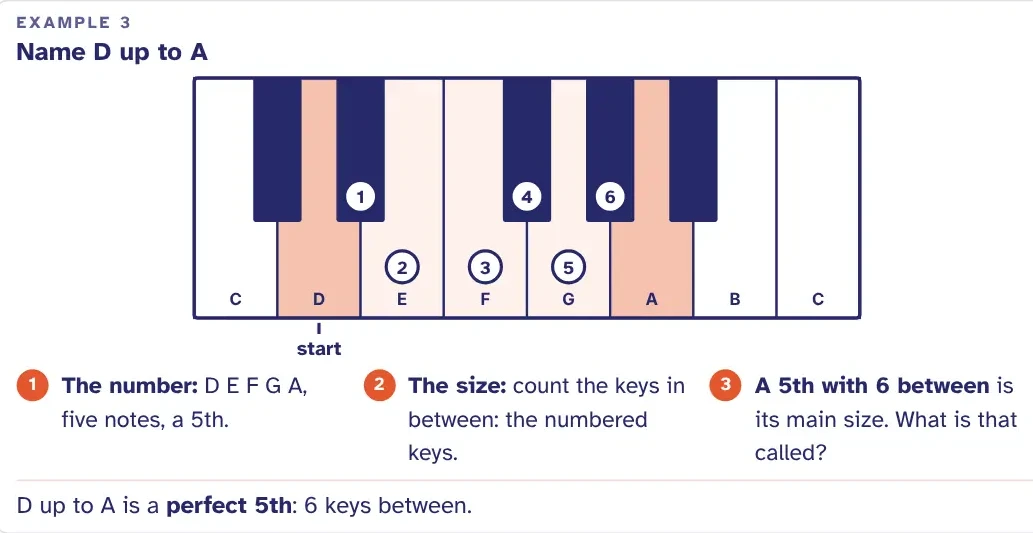 EXAMPLE 3
Name D up to A
1 4 6
2 3 5
C D E F G A B C
start
1 The number: D E F G A,
five notes, a 5th.
2 The size: count the keys in
between: the numbered
keys.
3 A 5th with 6 between is
its main size. What is that
called?
D up to A is a perfect 5th: 6 keys between.